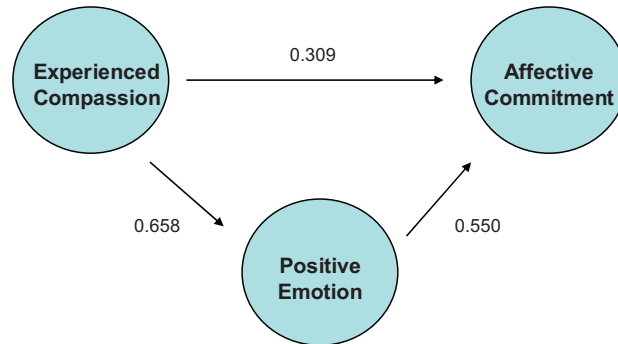 0.309
Experienced
Compassion
Affective
Commitment
0.658
0.550
Positive
Emotion